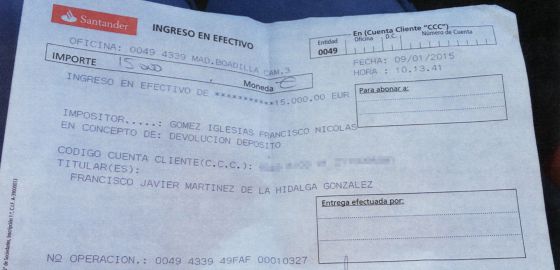 Santander
INGRESO EN EFECTIVO
OFICINA: 0049 4339 MAD.BOADILLA CAM,3
Entidad
0049
En (Cuenta Cliente "CCC")
Oficina D.C. Número de Cuenta
IMPORTE 15 000 Moneda €
FECHA: 09/01/2015
HORA : 10.13.41
INGRESO EN EFECTIVO DE ***********15.000.00 EUR
Para abonar a:
IMPOSITOR.....: GOMEZ IGLESIAS FRANCISCO NICOLAS
EN CONCEPTO DE: DEVOLUCION DEPOSITO
CODIGO CUENTA CLIENTE(C.C.C.):
TITULAR(ES):
FRANCISCO JAVIER MARTINEZ DE LA HIDALGA GONZALEZ
Entrega efectuada por:
Nº OPERACION.: 0049 4339 49FAF 00010327